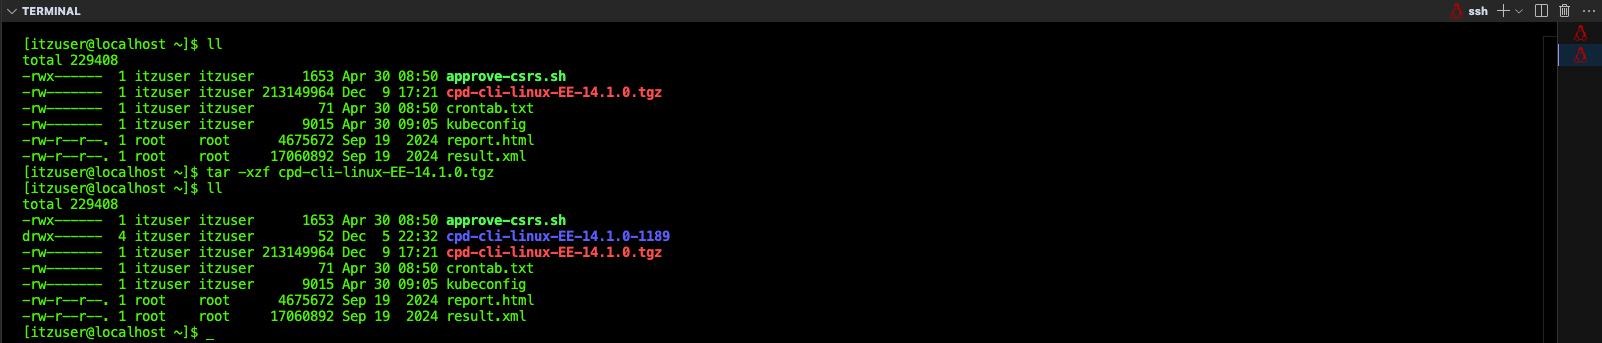 TERMINAL
ssh
[itzuser@localhost ~]$ ll
total 229408
-rwx------  1 itzuser itzuser      1653 Apr 30 08:50 approve-csrs.sh
-rw-------  1 itzuser itzuser 213149964 Dec  9 17:21 cpd-cli-linux-EE-14.1.0.tgz
-rw-------  1 itzuser itzuser        71 Apr 30 08:50 crontab.txt
-rw-------  1 itzuser itzuser      9015 Apr 30 09:05 kubeconfig
-rw-r--r--. 1 root    root      4675672 Sep 19  2024 report.html
-rw-r--r--. 1 root    root     17060892 Sep 19  2024 result.xml
[itzuser@localhost ~]$ tar -xzf cpd-cli-linux-EE-14.1.0.tgz
[itzuser@localhost ~]$ ll
total 229408
-rwx------  1 itzuser itzuser      1653 Apr 30 08:50 approve-csrs.sh
drwx------  4 itzuser itzuser        52 Dec  5 22:32 cpd-cli-linux-EE-14.1.0-1189
-rw-------  1 itzuser itzuser 213149964 Dec  9 17:21 cpd-cli-linux-EE-14.1.0.tgz
-rw-------  1 itzuser itzuser        71 Apr 30 08:50 crontab.txt
-rw-------  1 itzuser itzuser      9015 Apr 30 09:05 kubeconfig
-rw-r--r--. 1 root    root      4675672 Sep 19  2024 report.html
-rw-r--r--. 1 root    root     17060892 Sep 19  2024 result.xml
[itzuser@localhost ~]$ _